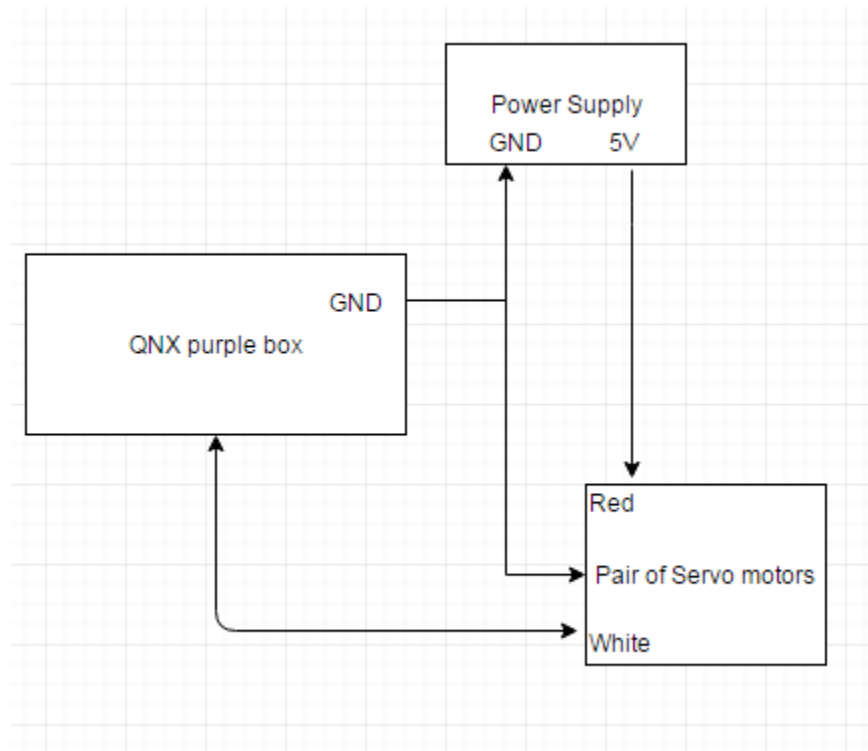 Power Supply
GND 5V
GND
QNX purple box
Red
Pair of Servo motors
White